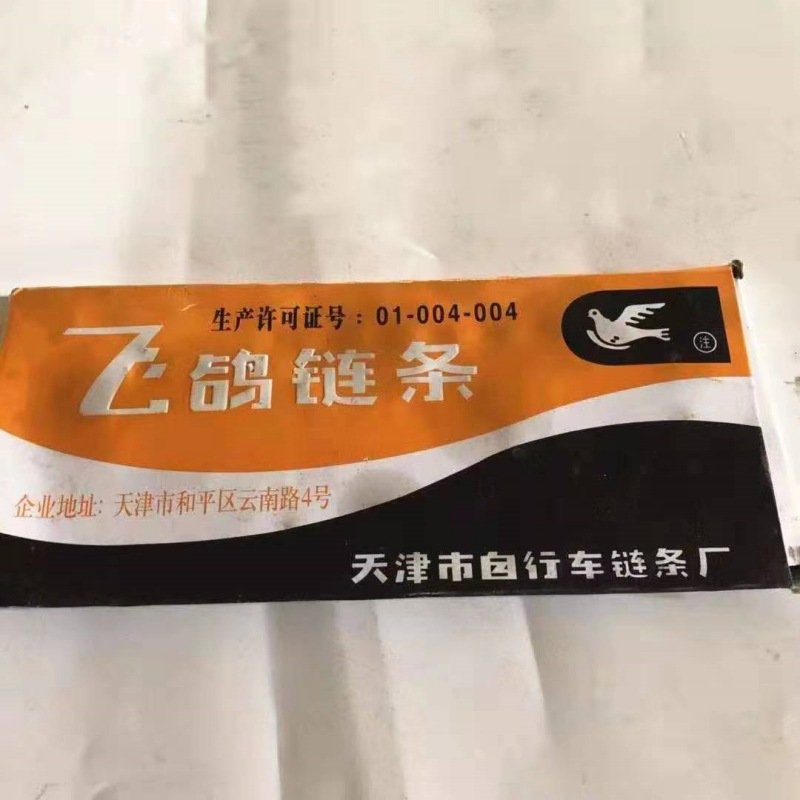 生产许可证号：01-004-004
飞鸽链条
注
企业地址：天津市和平区云南路4号
天津市自行车链条厂